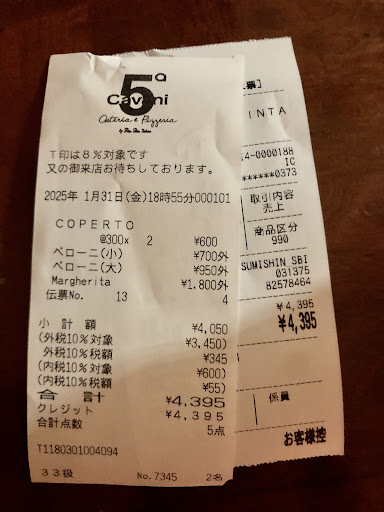 5a
Cavoni
Osteria e Pizzeria
T印は8%対象です
又の御来店お待ちしております。
2025年 1月31日(金)18時55分000101
COPERTO
@300x 2 ¥600
ペローニ(小) ¥700外
ペローニ(大) ¥950外
Margherita ¥1,800外
伝票No. 13 4
小 計 額 ¥4,050
(外税10%対象 ¥3,450)
外税10%税額 ¥345
(内税10%対象 ¥600)
(内税10%税額 ¥55)
合 計 ¥4,395
クレジット ¥4,395
合計点数 5点
T1180301004094
33級 No.7345 2名
票]
INTA
14-0000188
IC
******0373
取引内容
売上
商品区分
990
SUMISHIN SBI
031375
82578464
¥4,395
¥4,395
係員
お客様控